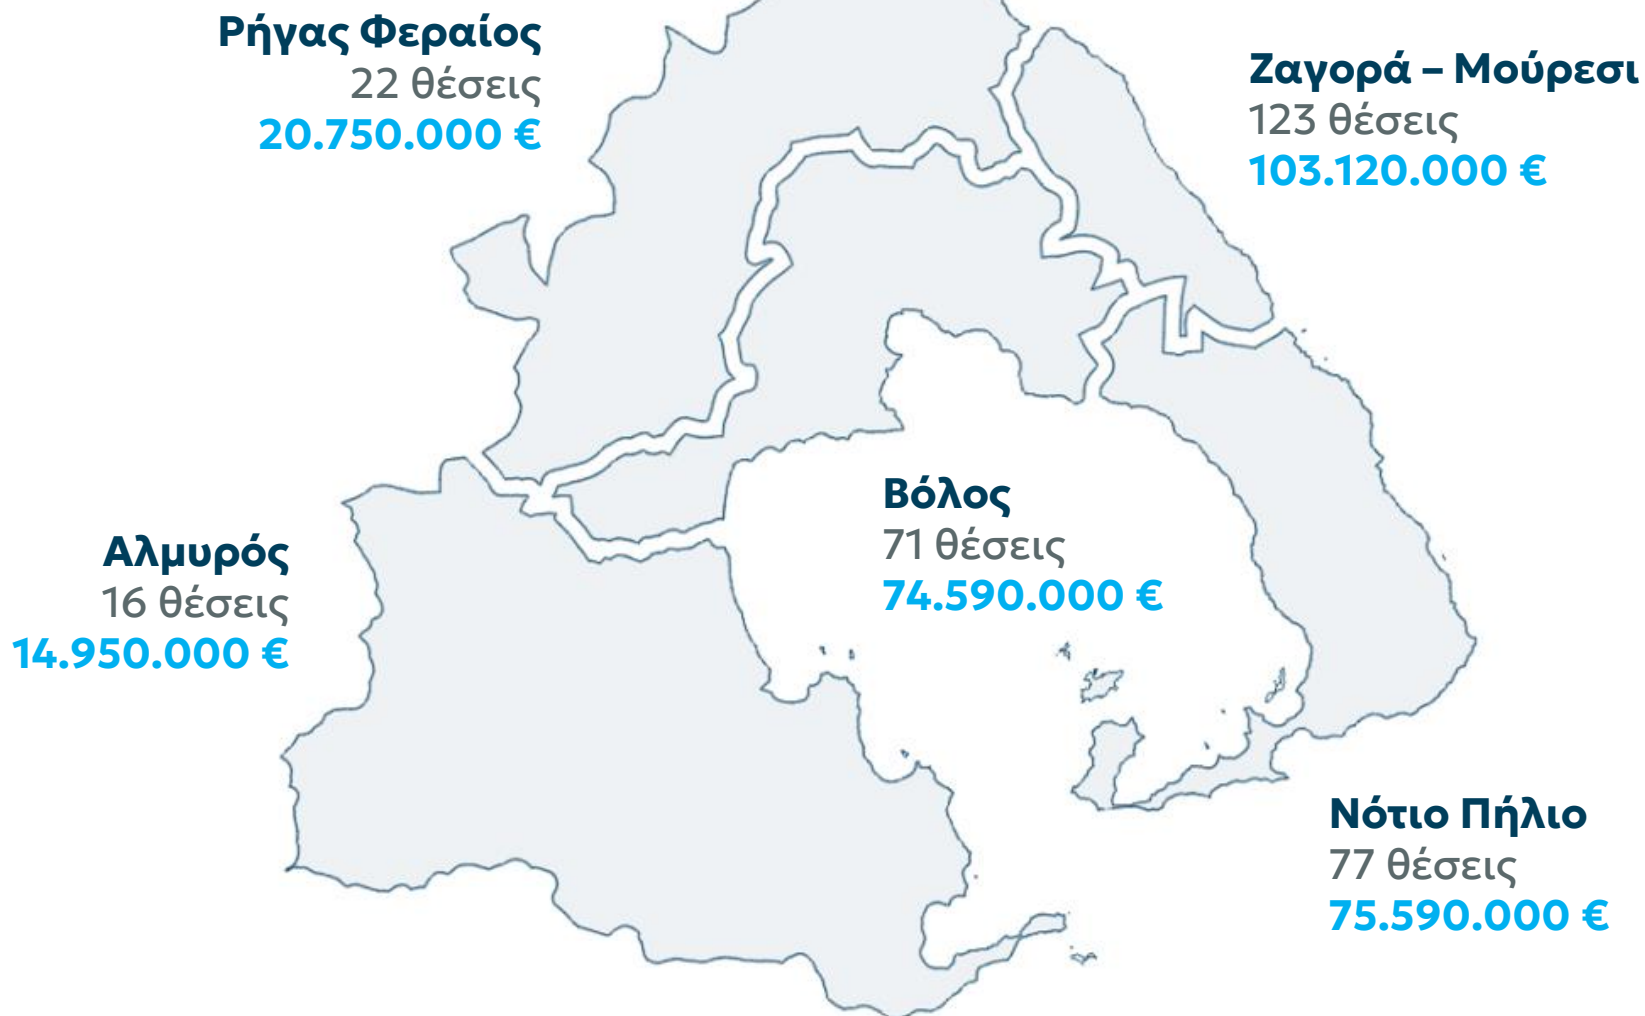 Ρήγας Φεραίος
22 θέσεις
20.750.000 €
Ζαγορά – Μούρεσι
123 θέσεις
103.120.000 €
Βόλος
71 θέσεις
74.590.000 €
Αλμυρός
16 θέσεις
14.950.000 €
Νότιο Πήλιο
77 θέσεις
75.590.000 €